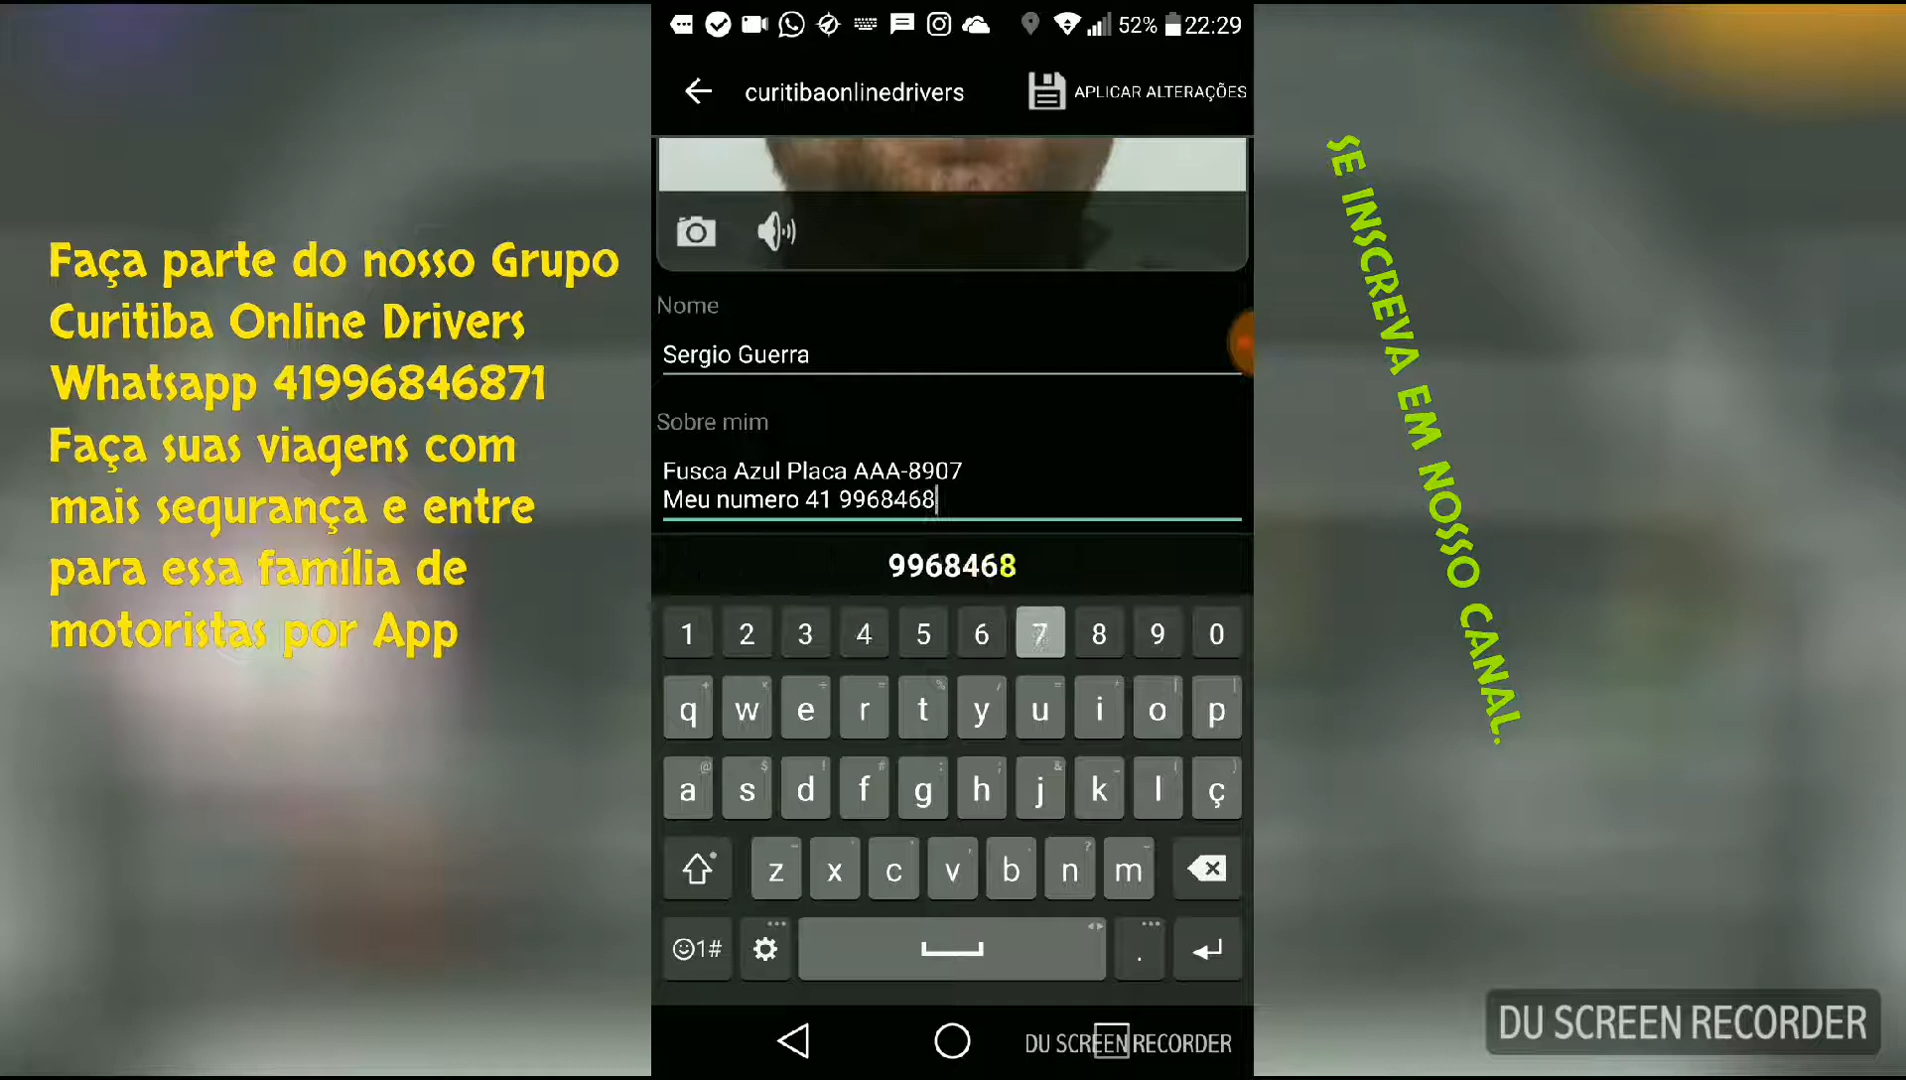 52% 22:29
curitibaonlinedrivers
APLICAR ALTERAÇÕES
Faça parte do nosso Grupo
Curitiba Online Drivers
Whatsapp 41996846871
Faça suas viagens com
mais segurança e entre
para essa família de
motoristas por App
Nome
Sergio Guerra
Sobre mim
Fusca Azul Placa AAA-8907
Meu numero 41 9968468
9968468
1 2 3 4 5 6 7 8 9 0
q w e r t y u i o p
a s d f g h j k l ç
z x c v b n m
1# .
DU SCREEN RECORDER
SE INSCREVA EM NOSSO CANAL.
DU SCREEN RECORDER